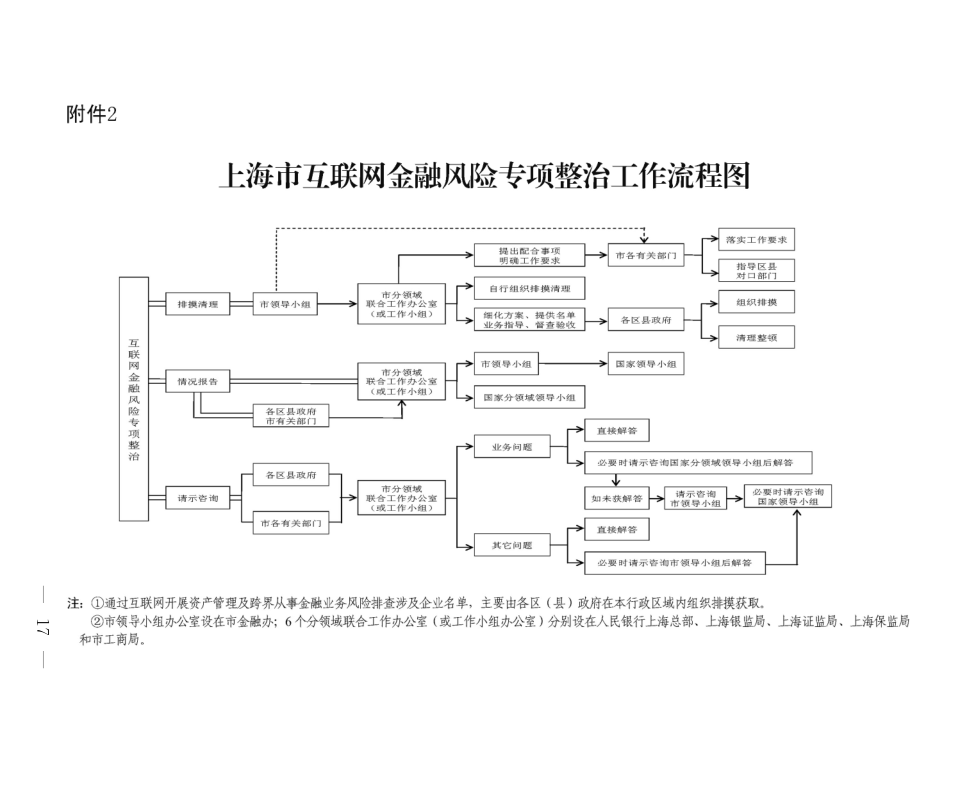 附件2
上海市互联网金融风险专项整治工作流程图
互联网金融风险专项整治
排摸清理
市领导小组
市分领域
联合工作办公室
(或工作小组)
提出配合事项
明确工作要求
市各有关部门
落实工作要求
指导区县
对口部门
自行组织排摸清理
细化方案、提供名单
业务指导、督查验收
各区县政府
组织排摸
清理整顿
情况报告
各区县政府
市有关部门
市分领域
联合工作办公室
(或工作小组)
市领导小组
国家领导小组
国家分领域领导小组
请示咨询
各区县政府
市各有关部门
市分领域
联合工作办公室
(或工作小组)
业务问题
直接解答
必要时请示咨询国家分领域领导小组后解答
如未获解答
请示咨询
市领导小组
必要时请示咨询
国家领导小组
其它问题
直接解答
必要时请示咨询市领导小组后解答
注：①通过互联网开展资产管理及跨界从事金融业务风险排查涉及企业名单，主要由各区（县）政府在本行政区域内组织排摸获取。
②市领导小组办公室设在市金融办；6个分领域联合工作办公室（或工作小组办公室）分别设在人民银行上海总部、上海银监局、上海证监局、上海保监局
和市工商局。
— 17 —